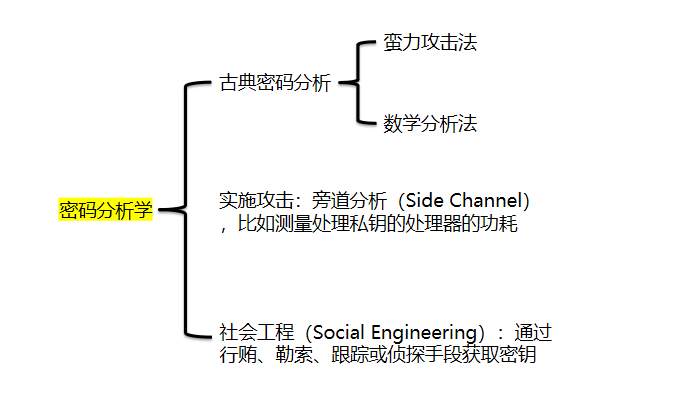 蛮力攻击法
古典密码分析
数学分析法
密码分析学
实施攻击：旁道分析（Side Channel）
，比如测量处理私钥的处理器的功耗
社会工程（Social Engineering）：通过
行贿、勒索、跟踪或侦探手段获取密钥